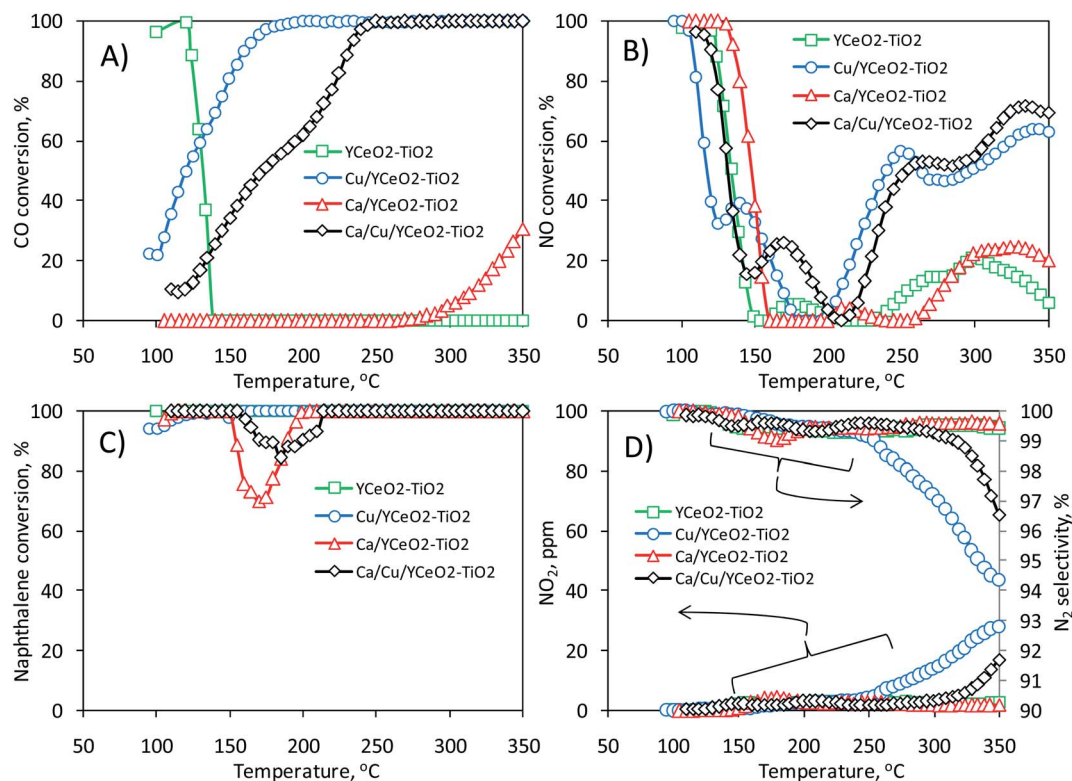 A)
CO conversion, %
100
80
60
40
20
0
YCeO2-TiO2
Cu/YCeO2-TiO2
Ca/YCeO2-TiO2
Ca/Cu/YCeO2-TiO2
50 100 150 200 250 300 350
Temperature, °C
B)
NO conversion, %
100
80
60
40
20
0
YCeO2-TiO2
Cu/YCeO2-TiO2
Ca/YCeO2-TiO2
Ca/Cu/YCeO2-TiO2
50 100 150 200 250 300 350
Temperature, °C
C)
Naphthalene conversion, %
100
80
60
40
20
0
YCeO2-TiO2
Cu/YCeO2-TiO2
Ca/YCeO2-TiO2
Ca/Cu/YCeO2-TiO2
50 100 150 200 250 300 350
Temperature, °C
D)
NO₂, ppm
100
80
60
40
20
0
YCeO2-TiO2
Cu/YCeO2-TiO2
Ca/YCeO2-TiO2
Ca/Cu/YCeO2-TiO2
100
99
98
97
96
95
94
93
92
91
90
N₂ selectivity, %
50 100 150 200 250 300 350
Temperature, °C